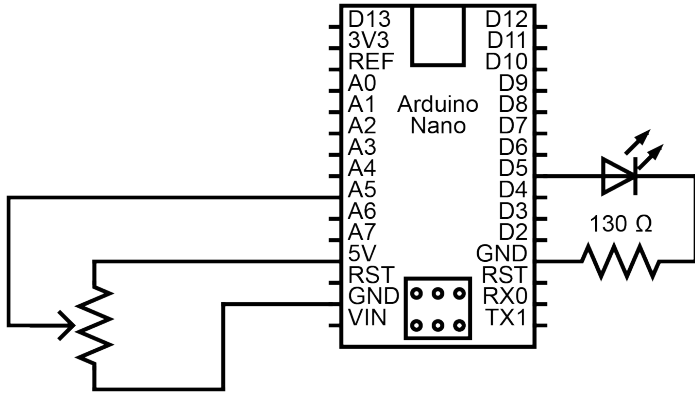 D13
3V3
REF
A0
A1
A2
A3
A4
A5
A6
A7
5V
RST
GND
VIN
Arduino
Nano
D12
D11
D10
D9
D8
D7
D6
D5
D4
D3
D2
GND
RST
RX0
TX1
130 Ω